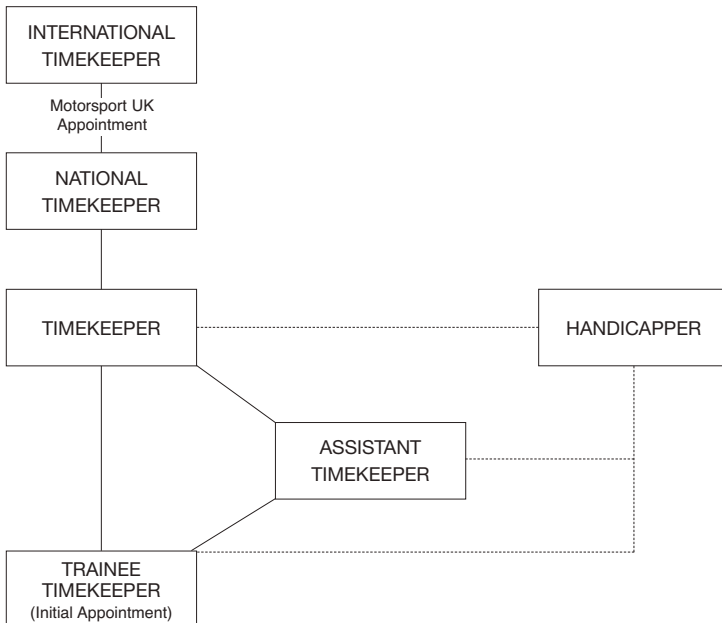 INTERNATIONAL
TIMEKEEPER
Motorsport UK
Appointment
NATIONAL
TIMEKEEPER
TIMEKEEPER
HANDICAPPER
ASSISTANT
TIMEKEEPER
TRAINEE
TIMEKEEPER
(Initial Appointment)